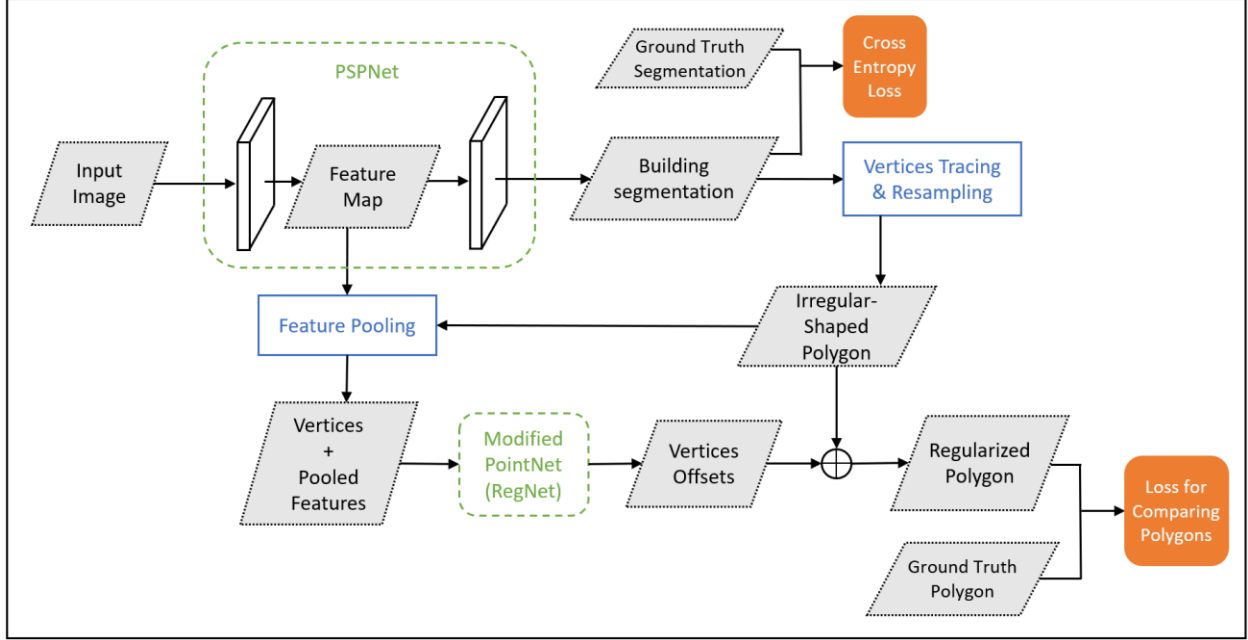 PSPNet
Input
Image
Feature
Map
Ground Truth
Segmentation
Cross
Entropy
Loss
Building
segmentation
Vertices Tracing
& Resampling
Feature Pooling
Irregular-
Shaped
Polygon
Vertices
+
Pooled
Features
Modified
PointNet
(RegNet)
Vertices
Offsets
Regularized
Polygon
Ground Truth
Polygon
Loss for
Comparing
Polygons